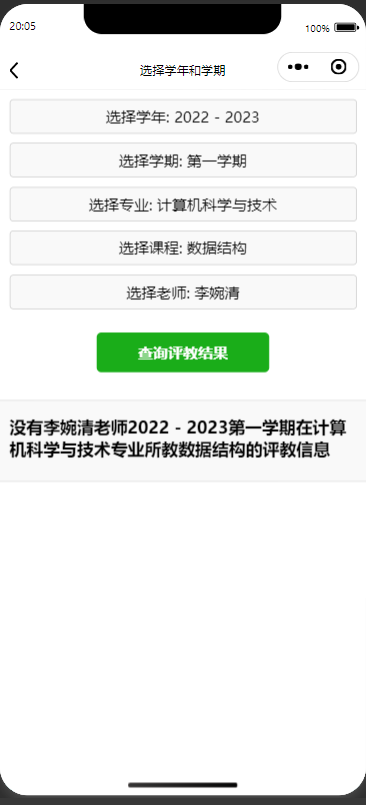 20:05
100%
选择学年和学期
选择学年: 2022 - 2023
选择学期: 第一学期
选择专业: 计算机科学与技术
选择课程: 数据结构
选择老师: 李婉清
查询评教结果
没有李婉清老师2022 - 2023第一学期在计算
机科学与技术专业所教数据结构的评教信息